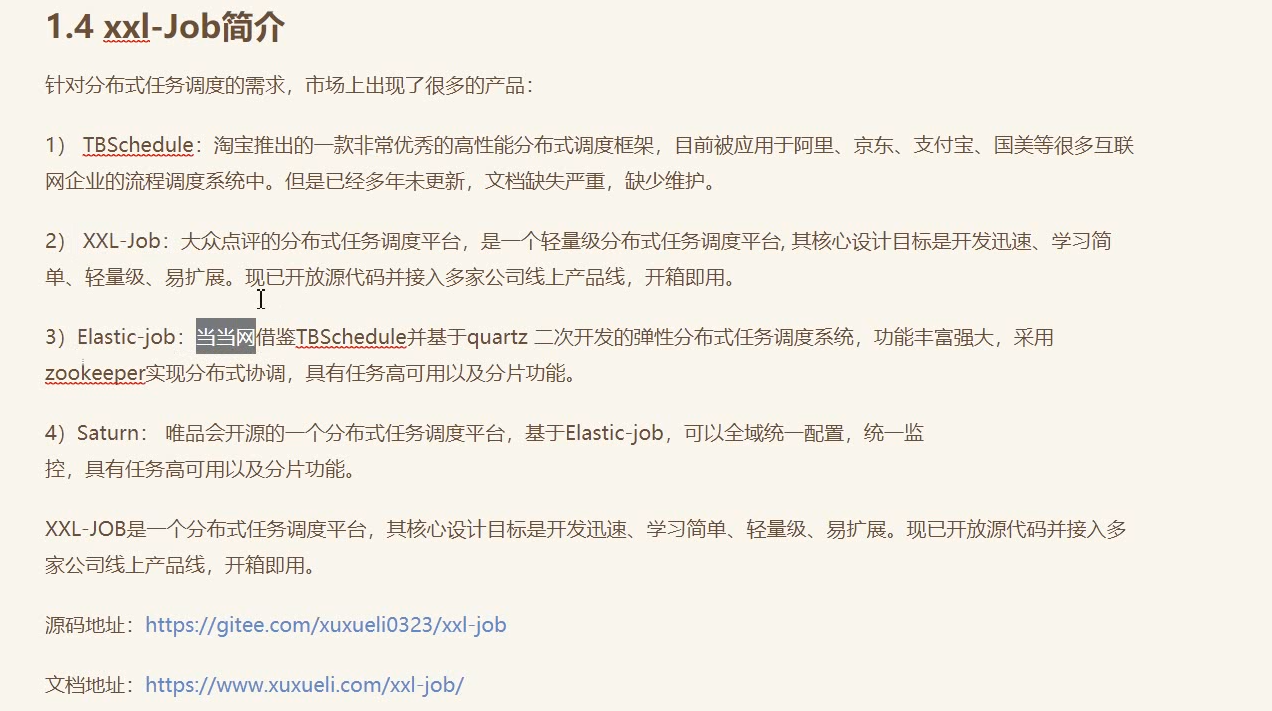 1.4 xxl-Job简介
针对分布式任务调度的需求，市场上出现了很多的产品：
1） TBSchedule：淘宝推出的一款非常优秀的高性能分布式调度框架，目前被应用于阿里、京东、支付宝、国美等很多互联
网企业的流程调度系统中。但是已经多年未更新，文档缺失严重，缺少维护。
2） XXL-Job：大众点评的分布式任务调度平台，是一个轻量级分布式任务调度平台, 其核心设计目标是开发迅速、学习简
单、轻量级、易扩展。现已开放源代码并接入多家公司线上产品线，开箱即用。
3）Elastic-job：当当网借鉴TBSchedule并基于quartz 二次开发的弹性分布式任务调度系统，功能丰富强大，采用
zookeeper实现分布式协调，具有任务高可用以及分片功能。
4）Saturn： 唯品会开源的一个分布式任务调度平台，基于Elastic-job，可以全域统一配置，统一监
控，具有任务高可用以及分片功能。
XXL-JOB是一个分布式任务调度平台，其核心设计目标是开发迅速、学习简单、轻量级、易扩展。现已开放源代码并接入多
家公司线上产品线，开箱即用。
源码地址：https://gitee.com/xuxueli0323/xxl-job
文档地址：https://www.xuxueli.com/xxl-job/